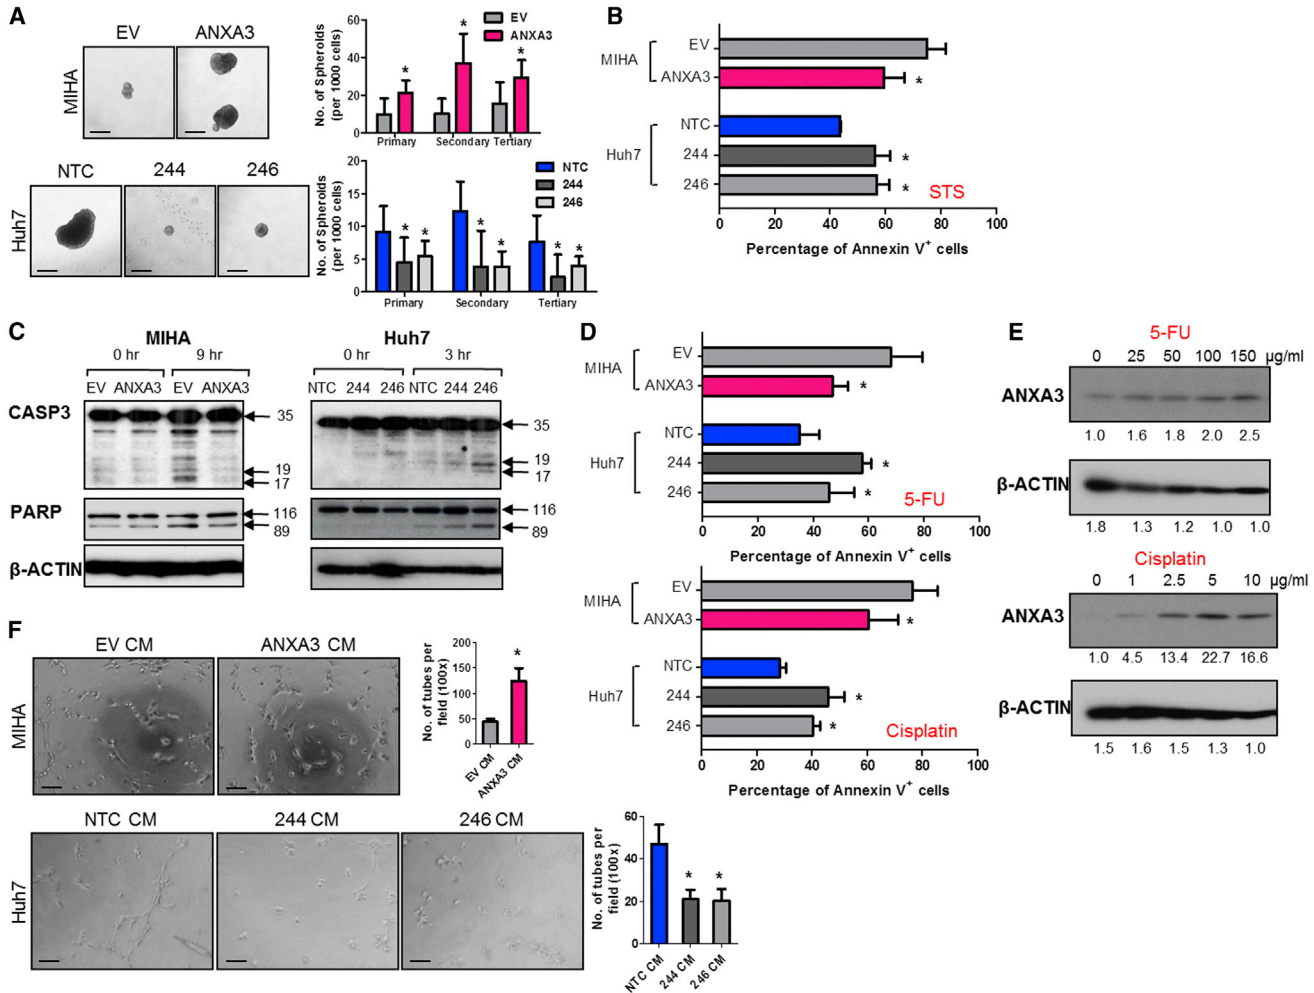 A
EV ANXA3
MIHA
No. of Spheroids
(per 1000 cells)
60
40
20
0
EV
ANXA3
* * *
Primary Secondary Tertiary
NTC 244 246
Huh7
No. of Spheroids
(per 1000 cells)
20
15
10
5
0
NTC
244
246
* * * * * *
Primary Secondary Tertiary
B
MIHA
EV
ANXA3
*
Huh7
NTC
244
*
246
*
STS
0 20 40 60 80 100
Percentage of Annexin V+ cells
C
MIHA
0 hr 9 hr
EV ANXA3 EV ANXA3
Huh7
0 hr 3 hr
NTC 244 246 NTC 244 246
CASP3
35
19
17
35
19
17
PARP
116
89
116
89
β-ACTIN
D
MIHA
EV
ANXA3
*
Huh7
NTC
244
*
246
*
5-FU
0 20 40 60 80 100
Percentage of Annexin V+ cells
MIHA
EV
ANXA3
*
Huh7
NTC
244
*
246
*
Cisplatin
0 20 40 60 80 100
Percentage of Annexin V+ cells
E
5-FU
0 25 50 100 150 µg/ml
ANXA3
1.0 1.6 1.8 2.0 2.5
β-ACTIN
1.8 1.3 1.2 1.0 1.0
Cisplatin
0 1 2.5 5 10 µg/ml
ANXA3
1.0 4.5 13.4 22.7 16.6
β-ACTIN
1.5 1.6 1.5 1.3 1.0
F
EV CM ANXA3 CM
MIHA
No. of tubes per
field (100x)
200
150
100
50
0
*
EV CM ANXA3 CM
NTC CM 244 CM 246 CM
Huh7
No. of tubes per
field (100x)
60
40
20
0
* *
NTC CM 244 CM 246 CM